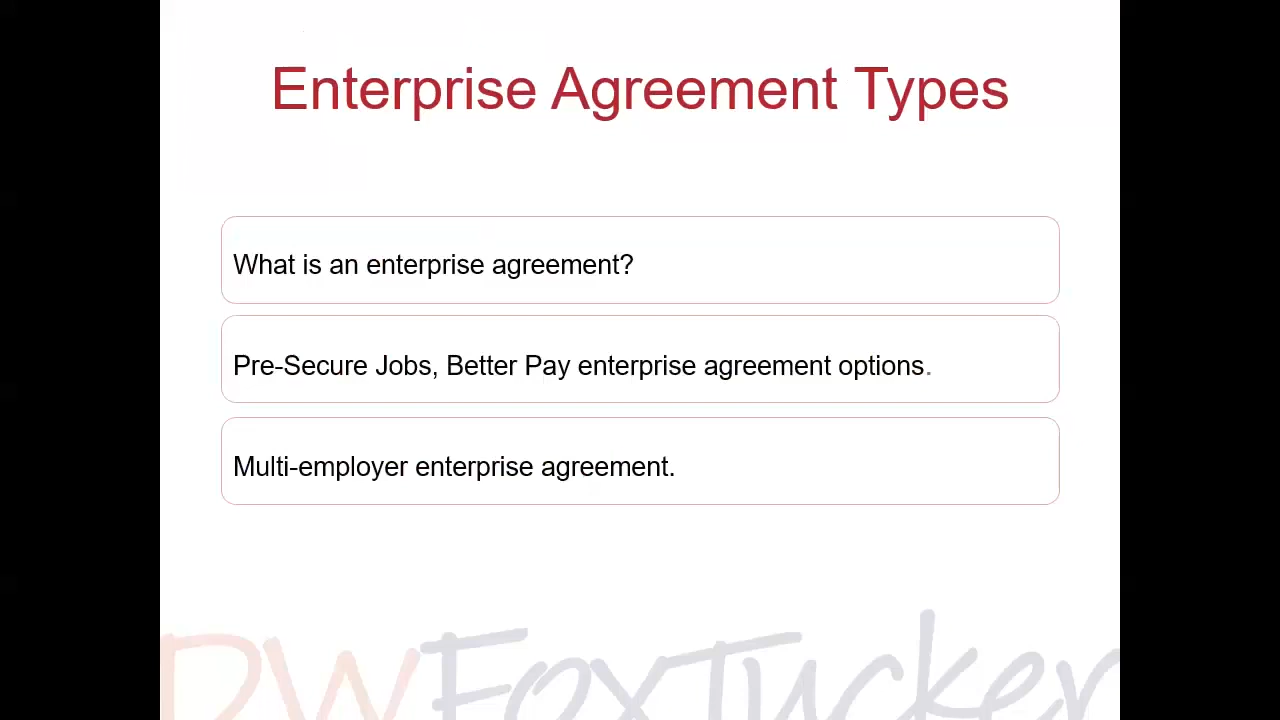 Enterprise Agreement Types
What is an enterprise agreement?
Pre-Secure Jobs, Better Pay enterprise agreement options.
Multi-employer enterprise agreement.
DWFoxTucker